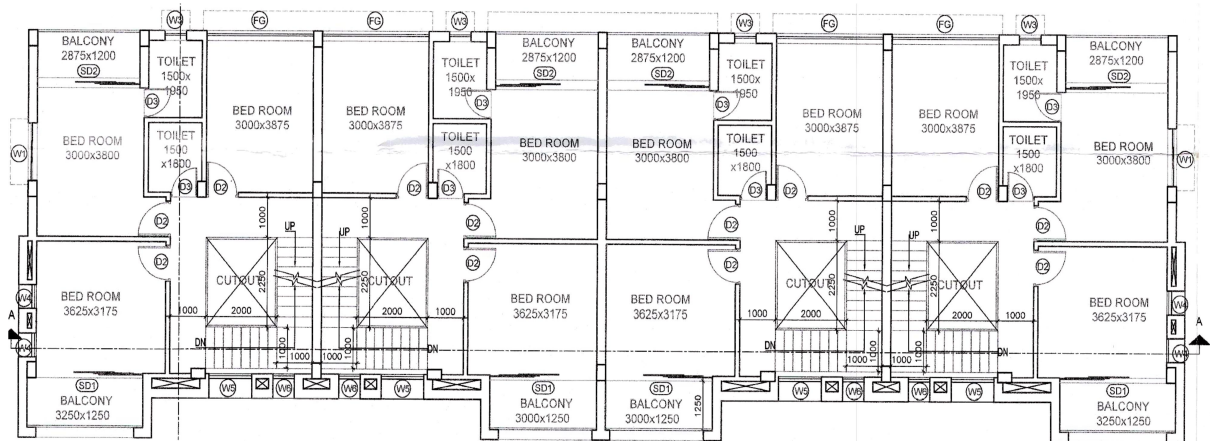 W3
FG
FG
W3
W3
FG
FG
W3
BALCONY
2875x1200
SD2
TOILET
1500x
1950
D3
BED ROOM
3000x3875
BED ROOM
3000x3875
TOILET
1500x
1950
D3
BALCONY
2875x1200
SD2
BALCONY
2875x1200
SD2
TOILET
1500x
1950
D3
BED ROOM
3000x3875
BED ROOM
3000x3875
TOILET
1500x
1950
D3
BALCONY
2875x1200
SD2
W1
BED ROOM
3000x3800
TOILET
1500
x1800
D3
D2
D2
TOILET
1500
x1800
D3
BED ROOM
3000x3800
BED ROOM
3000x3800
TOILET
1500
x1800
D3
D2
D2
TOILET
1500
x1800
D3
BED ROOM
3000x3800
W1
D2
D2
1000
UP
UP
1000
D2
D2
D2
D2
1000
UP
UP
1000
D2
D2
CUTOUT
2250
2250
CUTOUT
CUTOUT
2250
2250
CUTOUT
BED ROOM
3625x3175
BED ROOM
3625x3175
BED ROOM
3625x3175
BED ROOM
3625x3175
W4
W4
1000
2000
2000
1000
1000
2000
2000
1000
A
A
W4
W4
DN
1000
1000
1000
1000
DN
DN
1000
1000
1000
1000
DN
SD1
BALCONY
3250x1250
W5
W6
W6
W5
SD1
BALCONY
3000x1250
SD1
BALCONY
3000x1250
1250
W5
W6
W6
W5
SD1
BALCONY
3250x1250